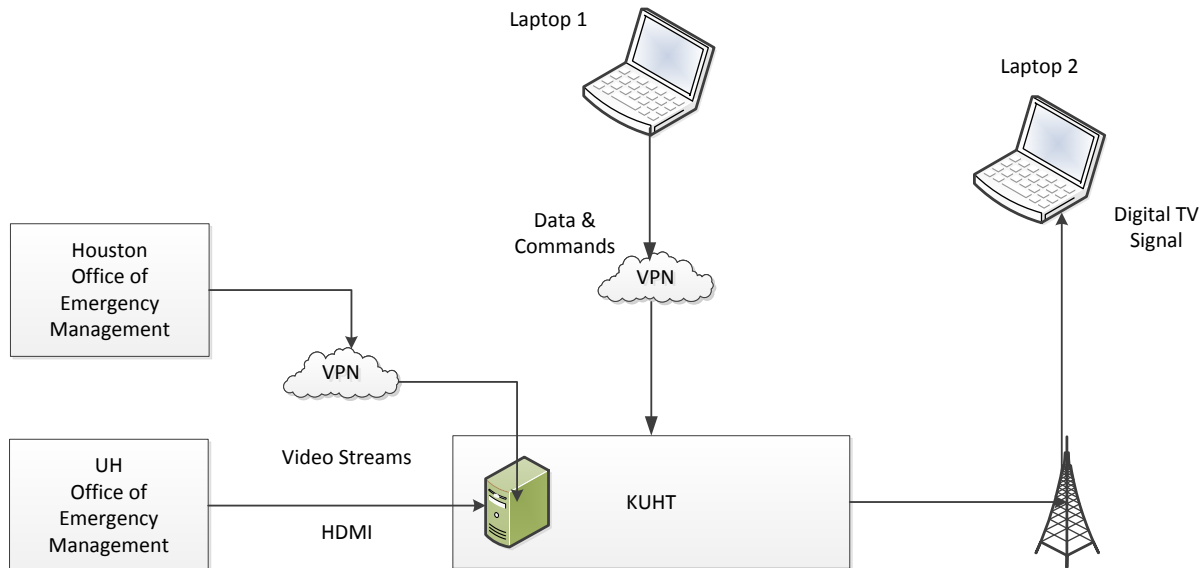 Laptop 1
Laptop 2
Data &
Commands
Digital TV
Signal
VPN
Houston
Office of
Emergency
Management
VPN
Video Streams
UH
Office of
Emergency
Management
HDMI
KUHT